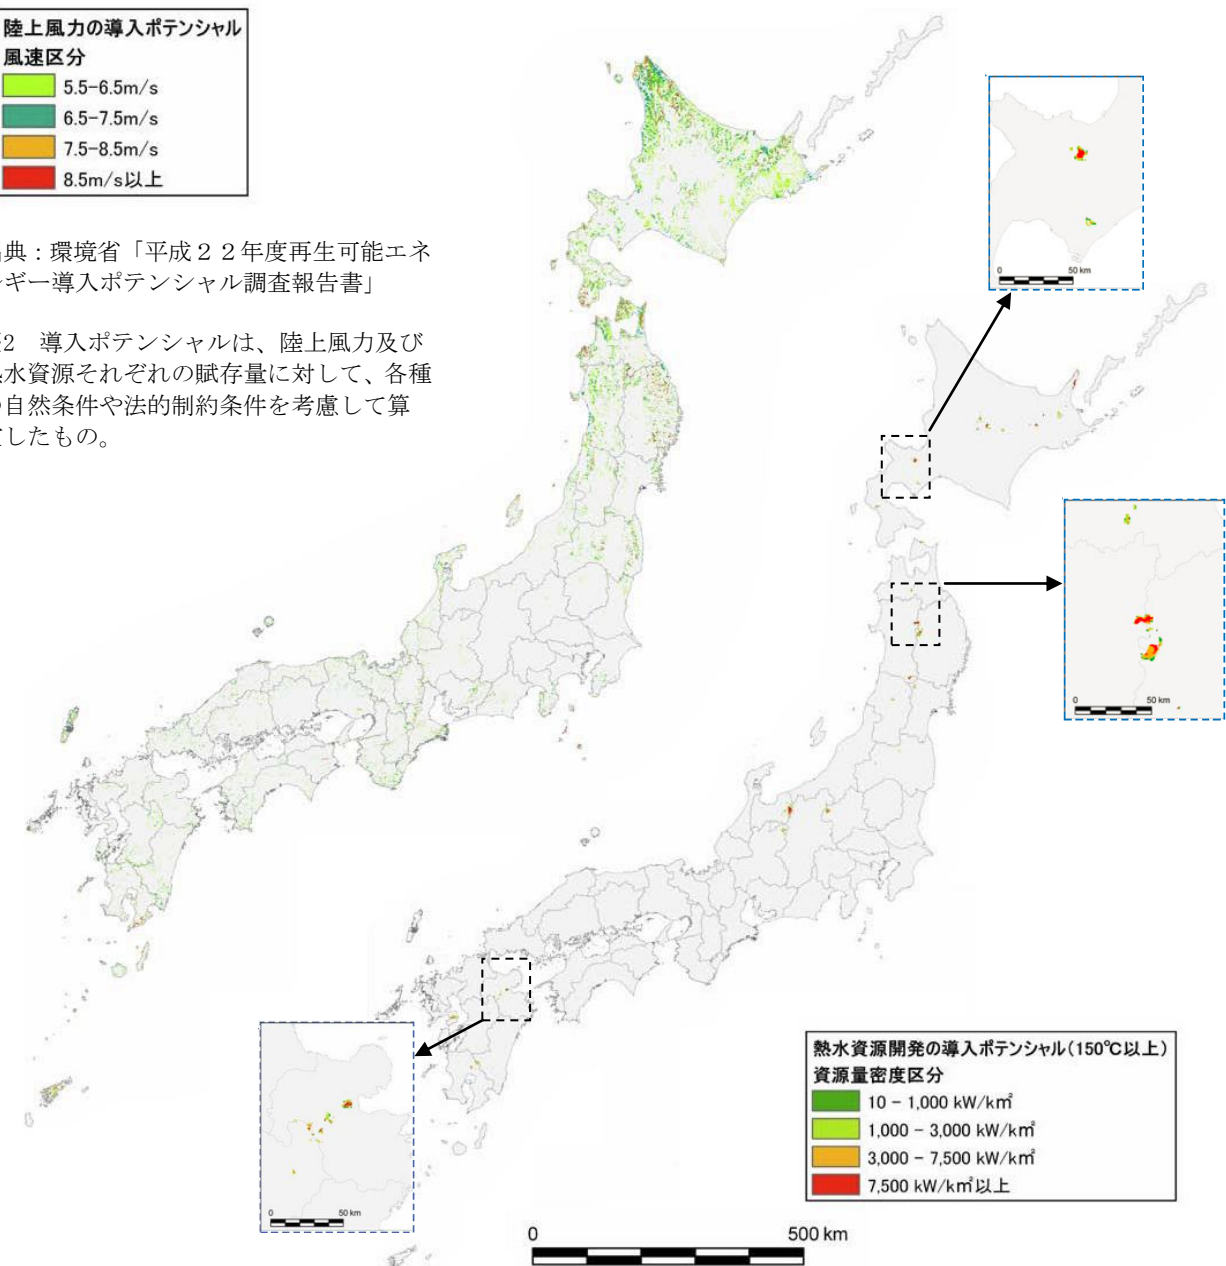 陸上風力の導入ポテンシャル
風速区分
5.5-6.5m/s
6.5-7.5m/s
7.5-8.5m/s
8.5m/s以上
典：環境省「平成２２年度再生可能エネ
ギー導入ポテンシャル調査報告書」
2　導入ポテンシャルは、陸上風力及び
水資源それぞれの賦存量に対して、各種
自然条件や法的制約条件を考慮して算
したもの。
0 50 km
0 50 km
0 50 km
熱水資源開発の導入ポテンシャル(150℃以上)
資源量密度区分
10 - 1,000 kW/k㎡
1,000 - 3,000 kW/k㎡
3,000 - 7,500 kW/k㎡
7,500 kW/k㎡以上
0 500 km